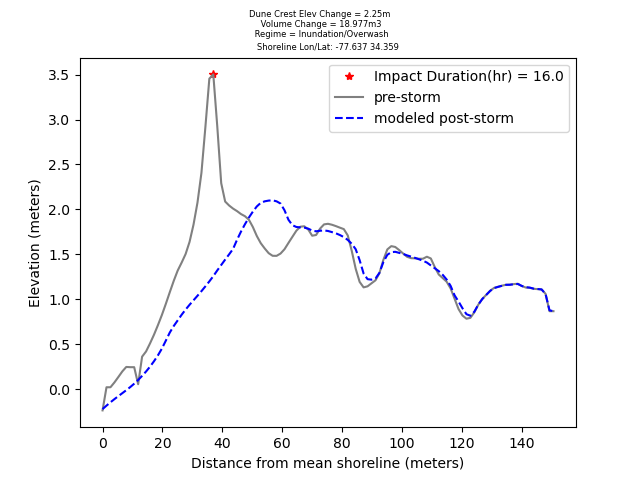 Dune Crest Elev Change = 2.25m
Volume Change = 18.977m3
Regime = Inundation/Overwash
Shoreline Lon/Lat: -77.637 34.359
Impact Duration(hr) = 16.0
pre-storm
modeled post-storm
3.5
3.0
2.5
2.0
1.5
1.0
0.5
0.0
Elevation (meters)
0 20 40 60 80 100 120 140
Distance from mean shoreline (meters)